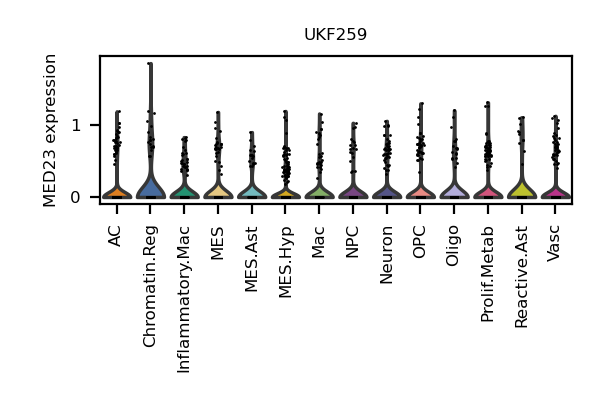 UKF259
MED23 expression
1
0
AC
Chromatin.Reg
Inflammatory.Mac
MES
MES.Ast
MES.Hyp
Mac
NPC
Neuron
OPC
Oligo
Prolif.Metab
Reactive.Ast
Vasc